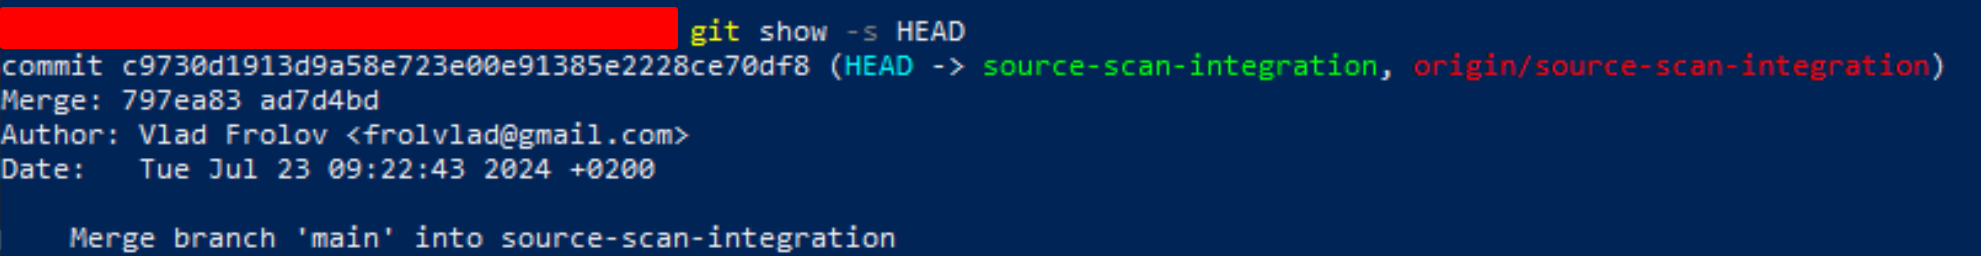 git show -s HEAD
commit c9730d1913d9a58e723e00e91385e2228ce70df8 (HEAD -> source-scan-integration, origin/source-scan-integration)
Merge: 797ea83 ad7d4bd
Author: Vlad Frolov <frolvlad@gmail.com>
Date:   Tue Jul 23 09:22:43 2024 +0200
Merge branch 'main' into source-scan-integration